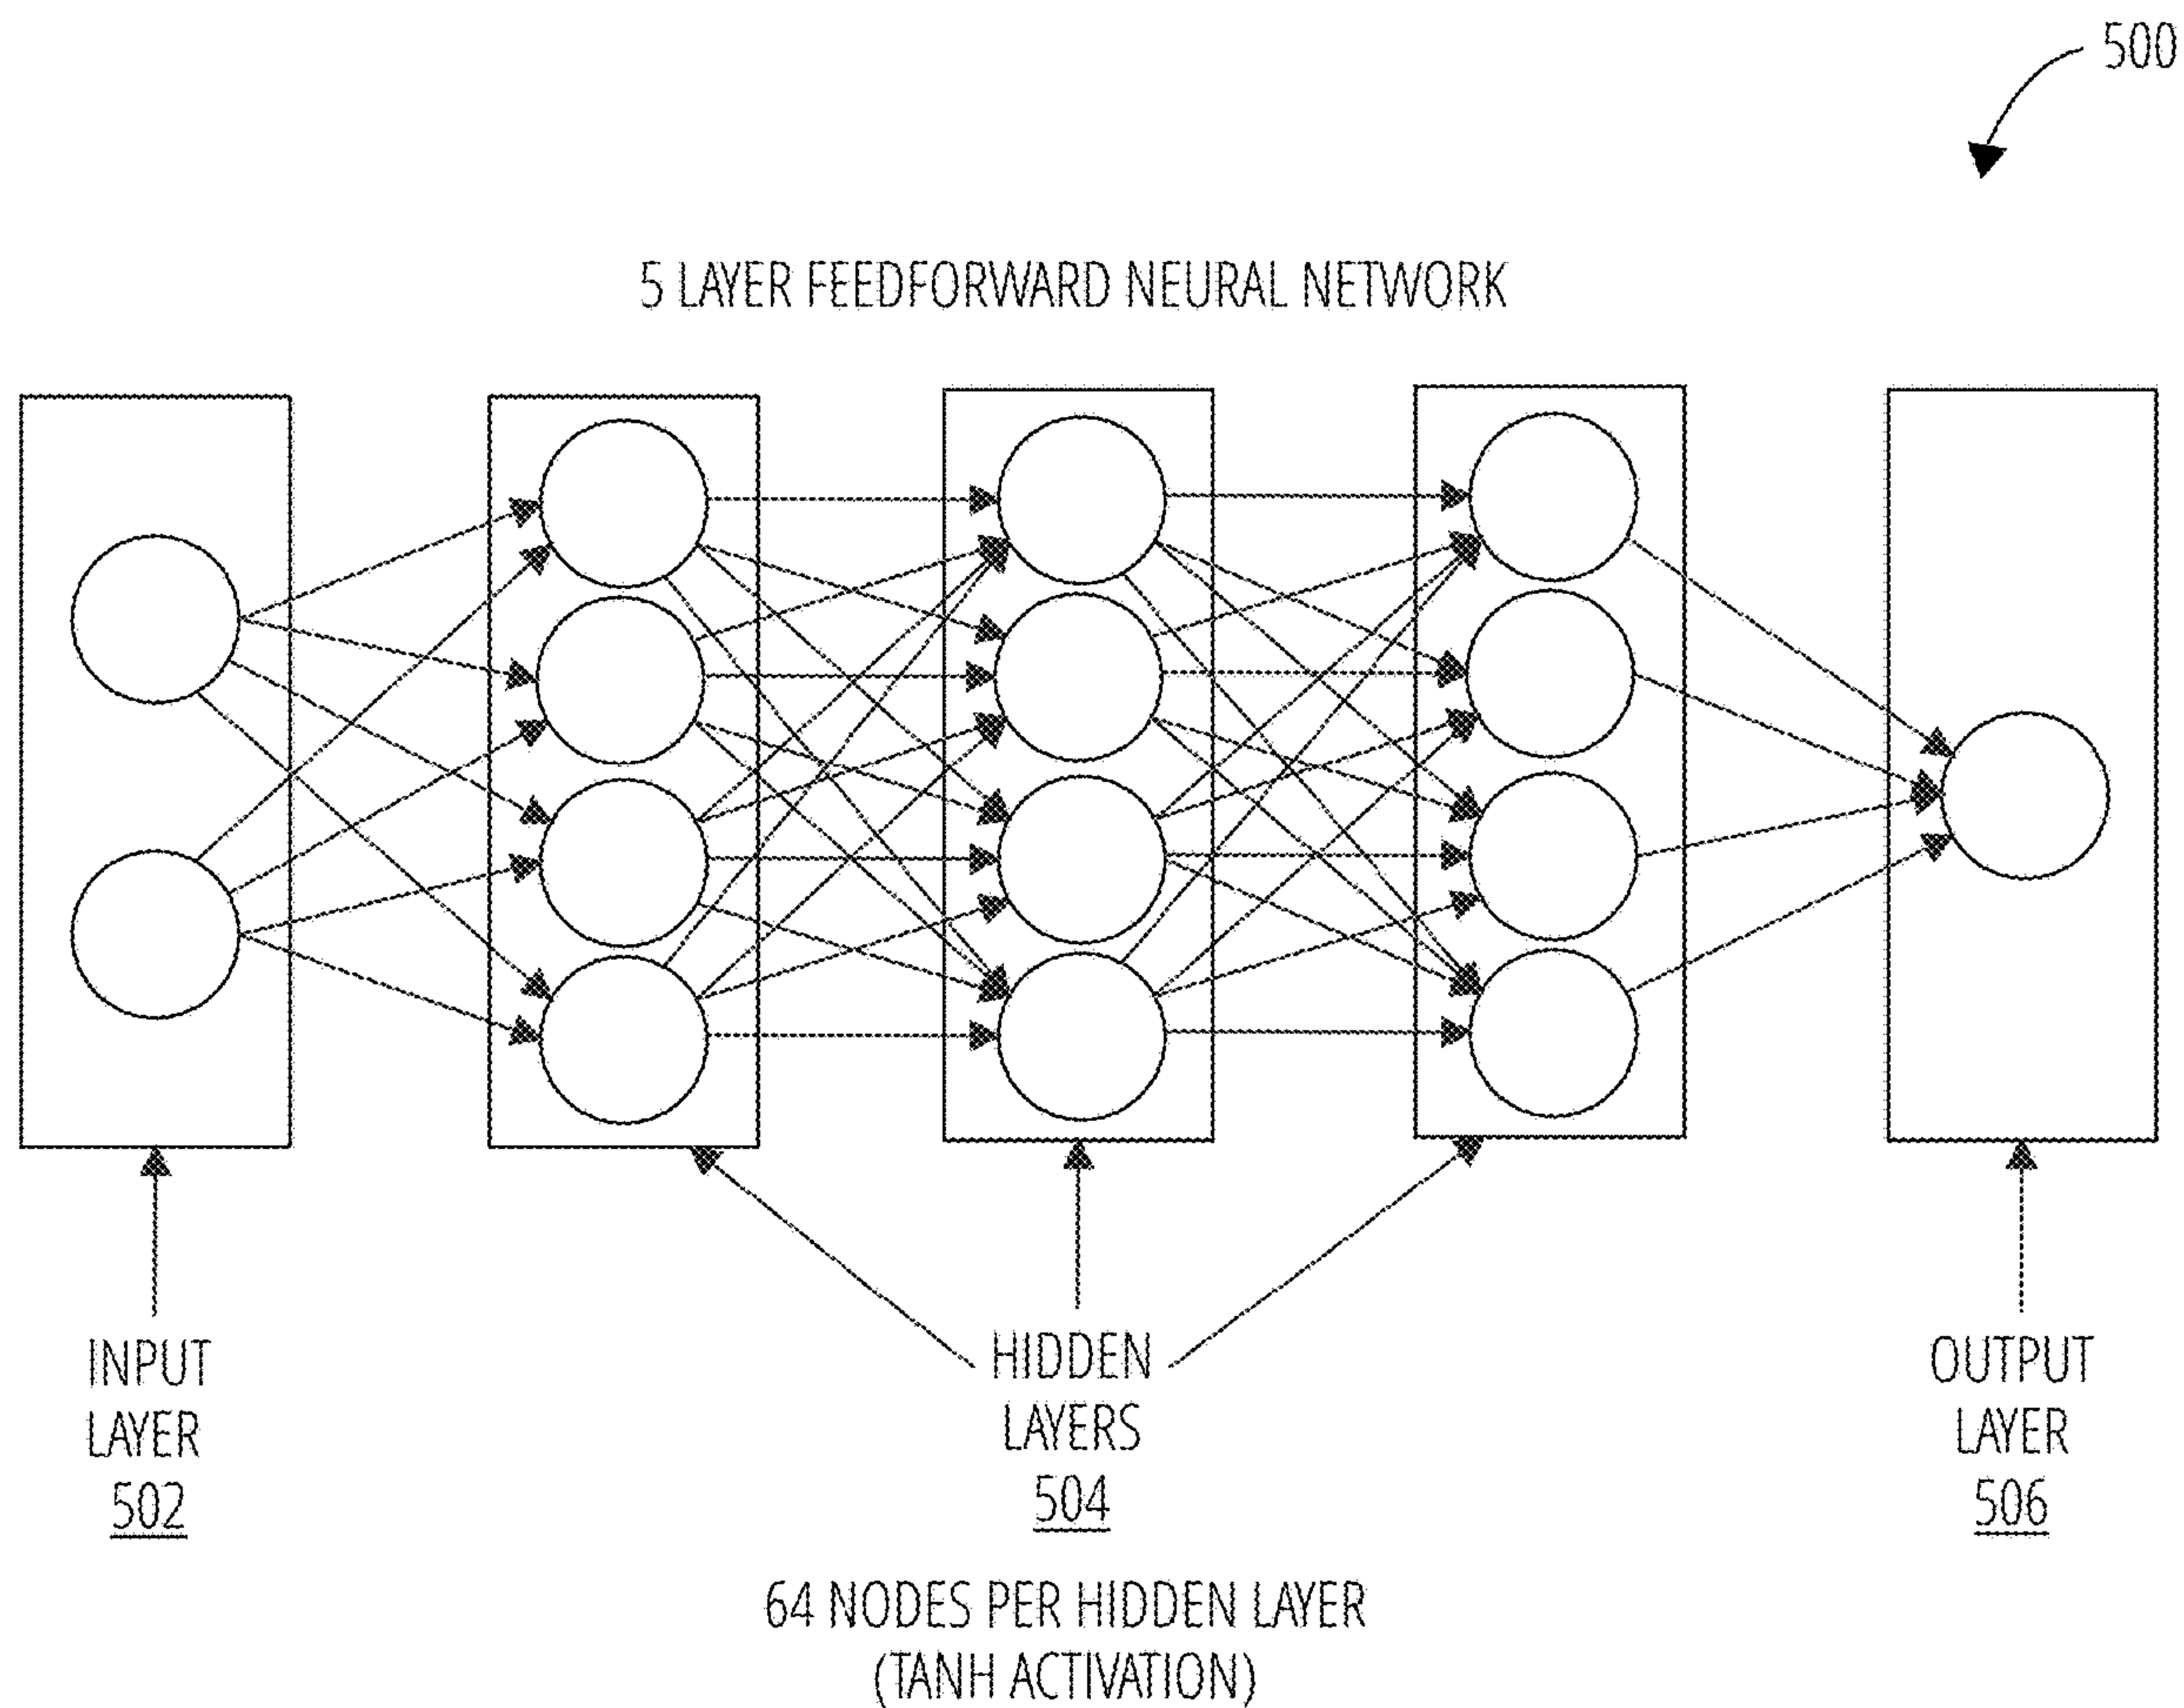 500
5 LAYER FEEDFORWARD NEURAL NETWORK
INPUT
LAYER
502
HIDDEN
LAYERS
504
OUTPUT
LAYER
506
64 NODES PER HIDDEN LAYER
(TANH ACTIVATION)